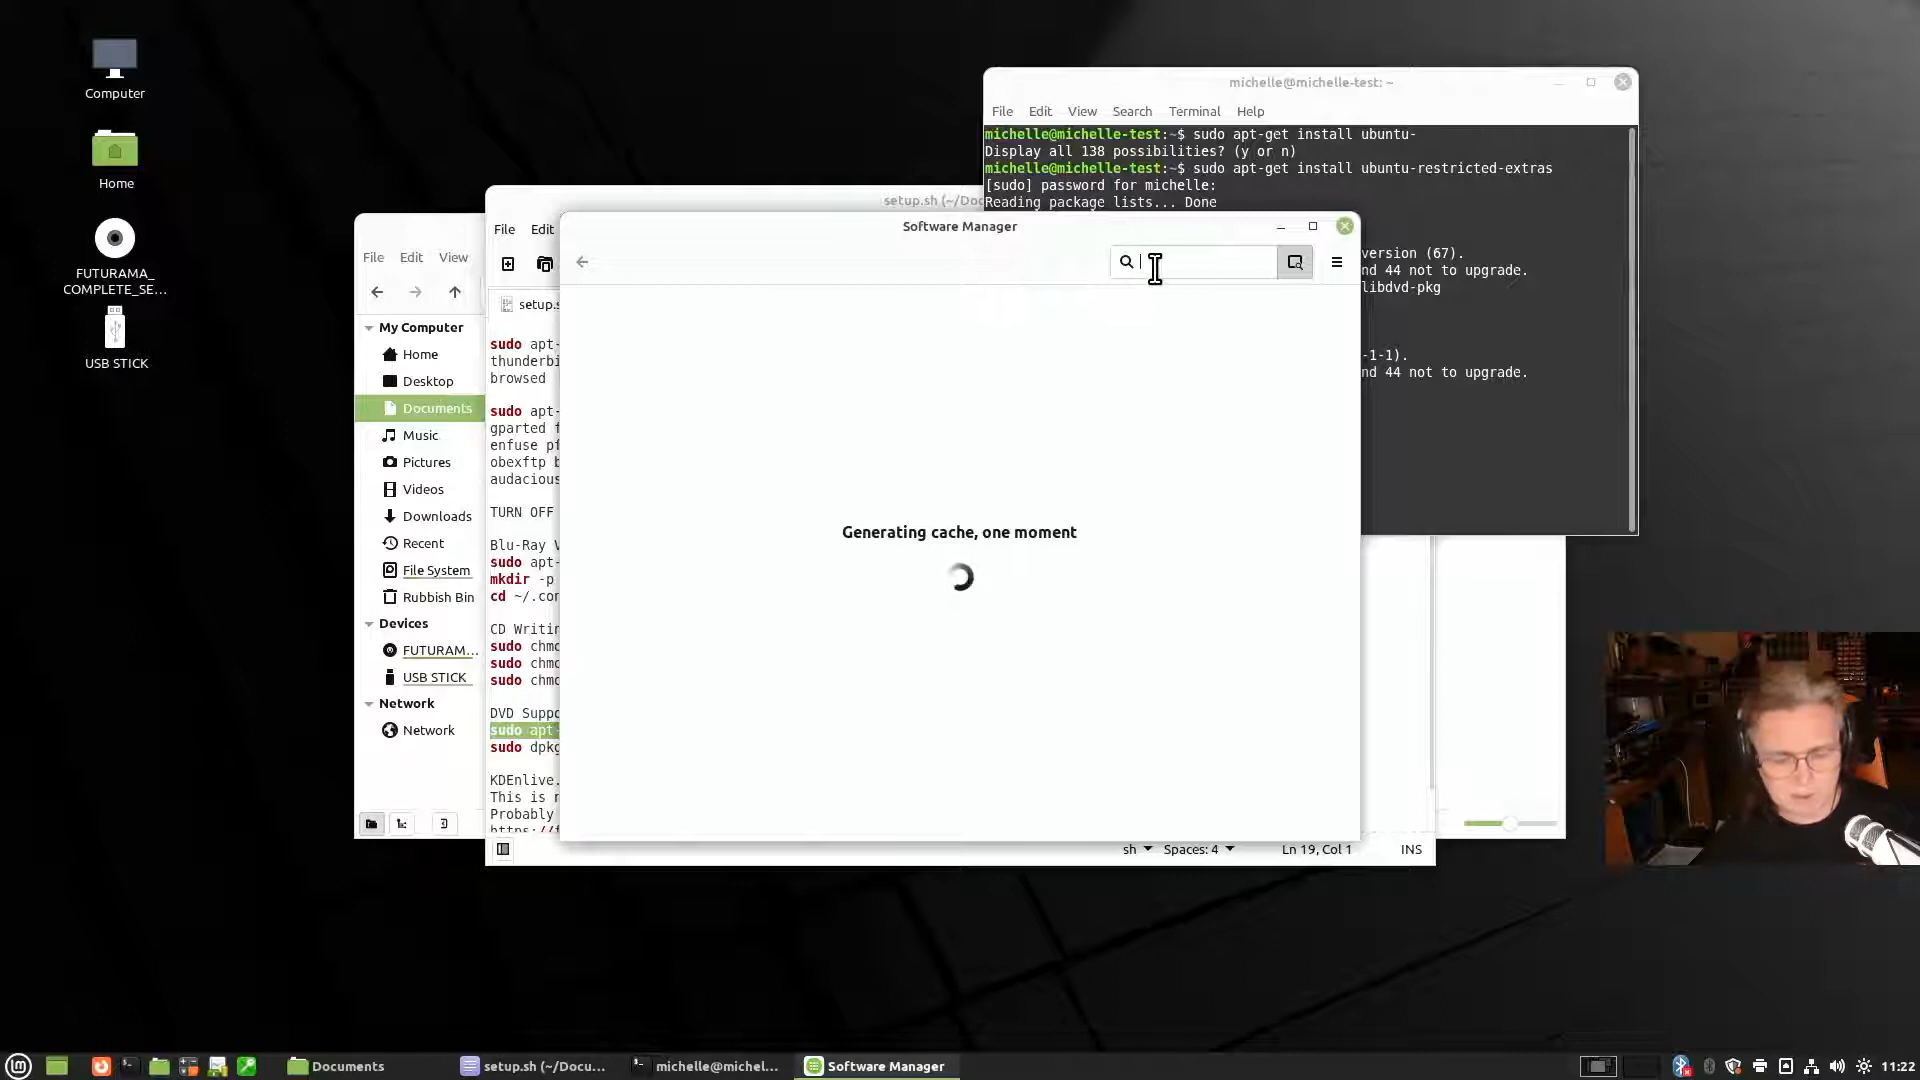 Computer
Home
FUTURAMA_
COMPLETE_SE...
USB STICK
michelle@michelle-test: ~
File Edit View Search Terminal Help
michelle@michelle-test:~$ sudo apt-get install ubuntu-
Display all 138 possibilities? (y or n)
michelle@michelle-test:~$ sudo apt-get install ubuntu-restricted-extras
[sudo] password for michelle:
Reading package lists... Done
version (67).
nd 44 not to upgrade.
libdvd-pkg
-1-1).
nd 44 not to upgrade.
setup.sh (~/Doc
File Edit
setup.s
sudo apt-
thunderbi
browsed
sudo apt-
gparted f
enfuse pf
obexftp b
audacious
TURN OFF
Blu-Ray V
sudo apt-
mkdir -p
cd ~/.con
CD Writin
sudo chmo
sudo chmo
sudo chmo
DVD Suppo
sudo apt-
sudo dpkg
KDEnlive.
This is n
Probably
https://f
sh Spaces: 4 Ln 19, Col 1 INS
File Edit View
My Computer
Home
Desktop
Documents
Music
Pictures
Videos
Downloads
Recent
File System
Rubbish Bin
Devices
FUTURAM...
USB STICK
Network
Network
Software Manager
Generating cache, one moment
Documents
setup.sh (~/Docu...
michelle@michel...
Software Manager
11:22